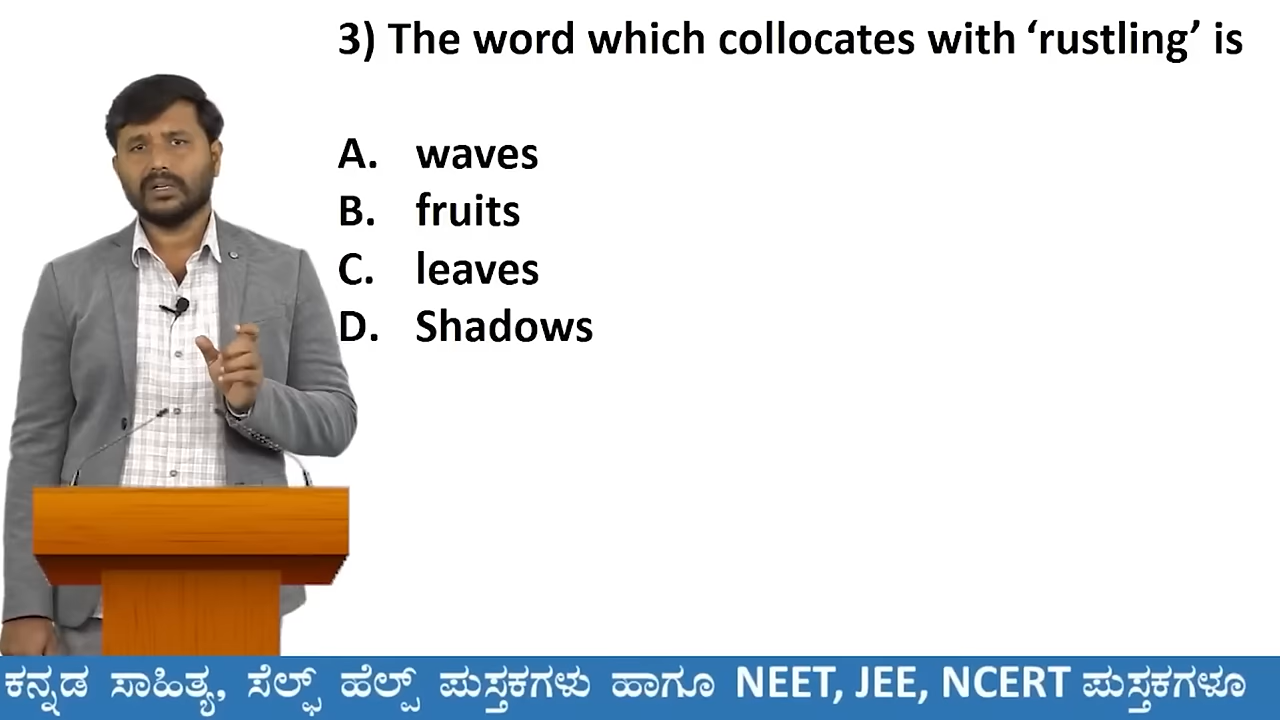 3) The word which collocates with ‘rustling’ is
A. waves
B. fruits
C. leaves
D. Shadows
ಕನ್ನಡ ಸಾಹಿತ್ಯ, ಸೆಲ್ಫ್ ಹೆಲ್ಪ್ ಪುಸ್ತಕಗಳು ಹಾಗೂ NEET, JEE, NCERT ಪುಸ್ತಕಗಳೂ